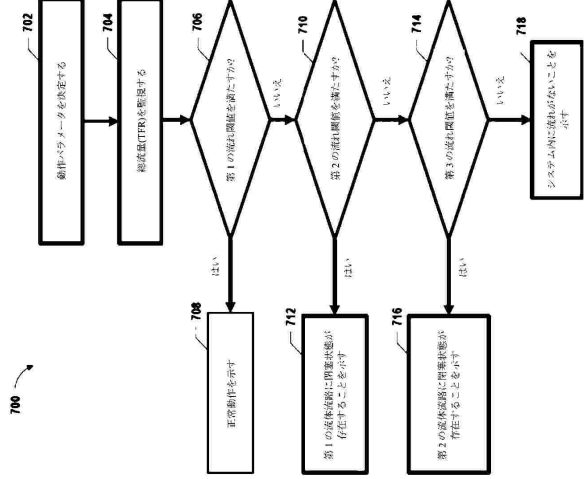 700
702
動作パラメータを決定する
704
総流量(TFR)を監視する
706
第1の流れ閾値を満たすか?
はい
いいえ
708
正常動作を示す
710
第2の流れ閾値を満たすか?
はい
いいえ
712
第1の流体流路に閉塞状態が
存在することを示す
714
第3の流れ閾値を満たすか?
はい
いいえ
716
第2の流体流路に閉塞状態が
存在することを示す
718
システム内に流れがないことを
示す